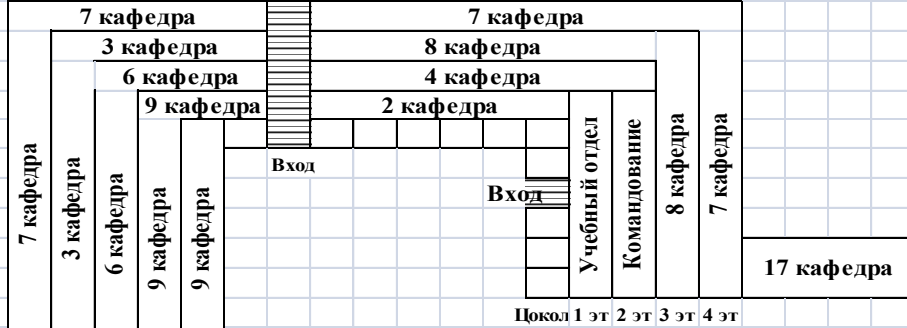 7 кафедра
7 кафедра
3 кафедра
8 кафедра
6 кафедра
4 кафедра
9 кафедра
2 кафедра
Вход
Вход
7 кафедра
3 кафедра
6 кафедра
9 кафедра
9 кафедра
Учебный отдел
Командование
8 кафедра
7 кафедра
17 кафедра
Цокол 1 эт 2 эт 3 эт 4 эт